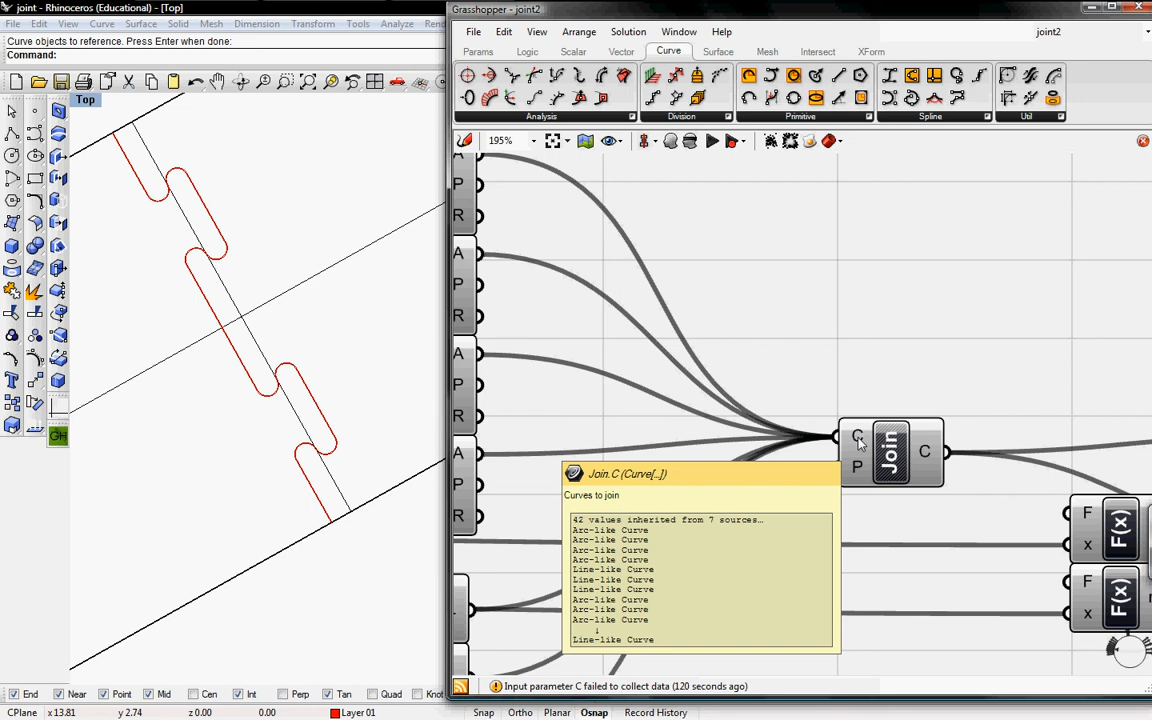 joint - Rhinoceros (Educational) - [Top]
File Edit View Curve Surface Solid Mesh Dimension Transform Tools Analyze
Curve objects to reference. Press Enter when done:
Command:
Top
Grasshopper - joint2
File Edit View Arrange Solution Window Help
joint2
Params Logic Scalar Vector Curve Surface Mesh Intersect XForm
Analysis Division Primitive Spline Util
195%
P
R
A
P
R
A
P
R
A
P
R
C
P
Join
C
F
x
F(x)
F
x
F(x)
GH
Join.C (Curve[...])
Curves to join
42 values inherited from 7 sources...
Arc-like Curve
Arc-like Curve
Arc-like Curve
Arc-like Curve
Line-like Curve
Line-like Curve
Line-like Curve
Arc-like Curve
Arc-like Curve
Arc-like Curve
↓
Line-like Curve
Input parameter C failed to collect data (120 seconds ago)
End Near Point Mid Cen Int Perp Tan Quad Knot
CPlane x 13.81 y 2.74 z 0.00 0.00 Layer 01 Snap Ortho Planar Osnap Record History